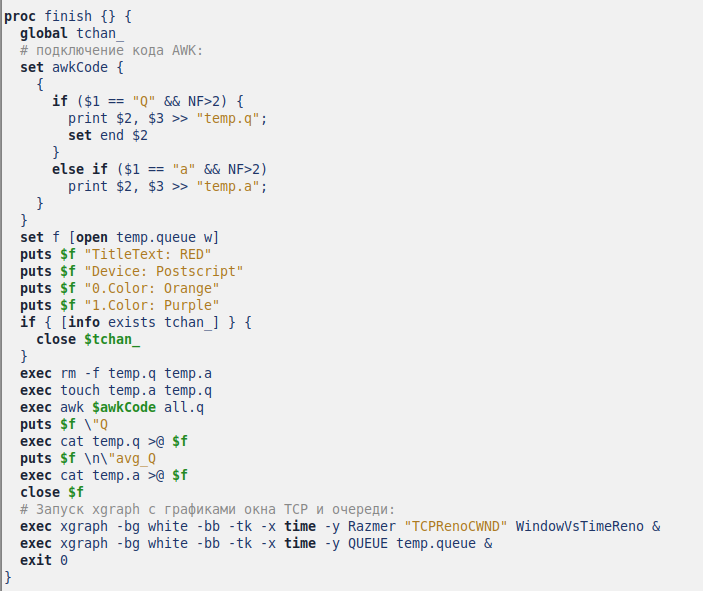 proc finish {} {
  global tchan_
  # подключение кода AWK:
  set awkCode {
    {
      if ($1 == "Q" && NF>2) {
        print $2, $3 >> "temp.q";
        set end $2
      }
      else if ($1 == "a" && NF>2)
        print $2, $3 >> "temp.a";
    }
  }
  set f [open temp.queue w]
  puts $f "TitleText: RED"
  puts $f "Device: Postscript"
  puts $f "0.Color: Orange"
  puts $f "1.Color: Purple"
  if { [info exists tchan_] } {
    close $tchan_
  }
  exec rm -f temp.q temp.a
  exec touch temp.a temp.q
  exec awk $awkCode all.q
  puts $f \"Q
  exec cat temp.q >@ $f
  puts $f \n\"avg_Q
  exec cat temp.a >@ $f
  close $f
  # Запуск xgraph с графиками окна TCP и очереди:
  exec xgraph -bg white -bb -tk -x time -y Razmer "TCPRenoCWND" WindowVsTimeReno &
  exec xgraph -bg white -bb -tk -x time -y QUEUE temp.queue &
  exit 0
}